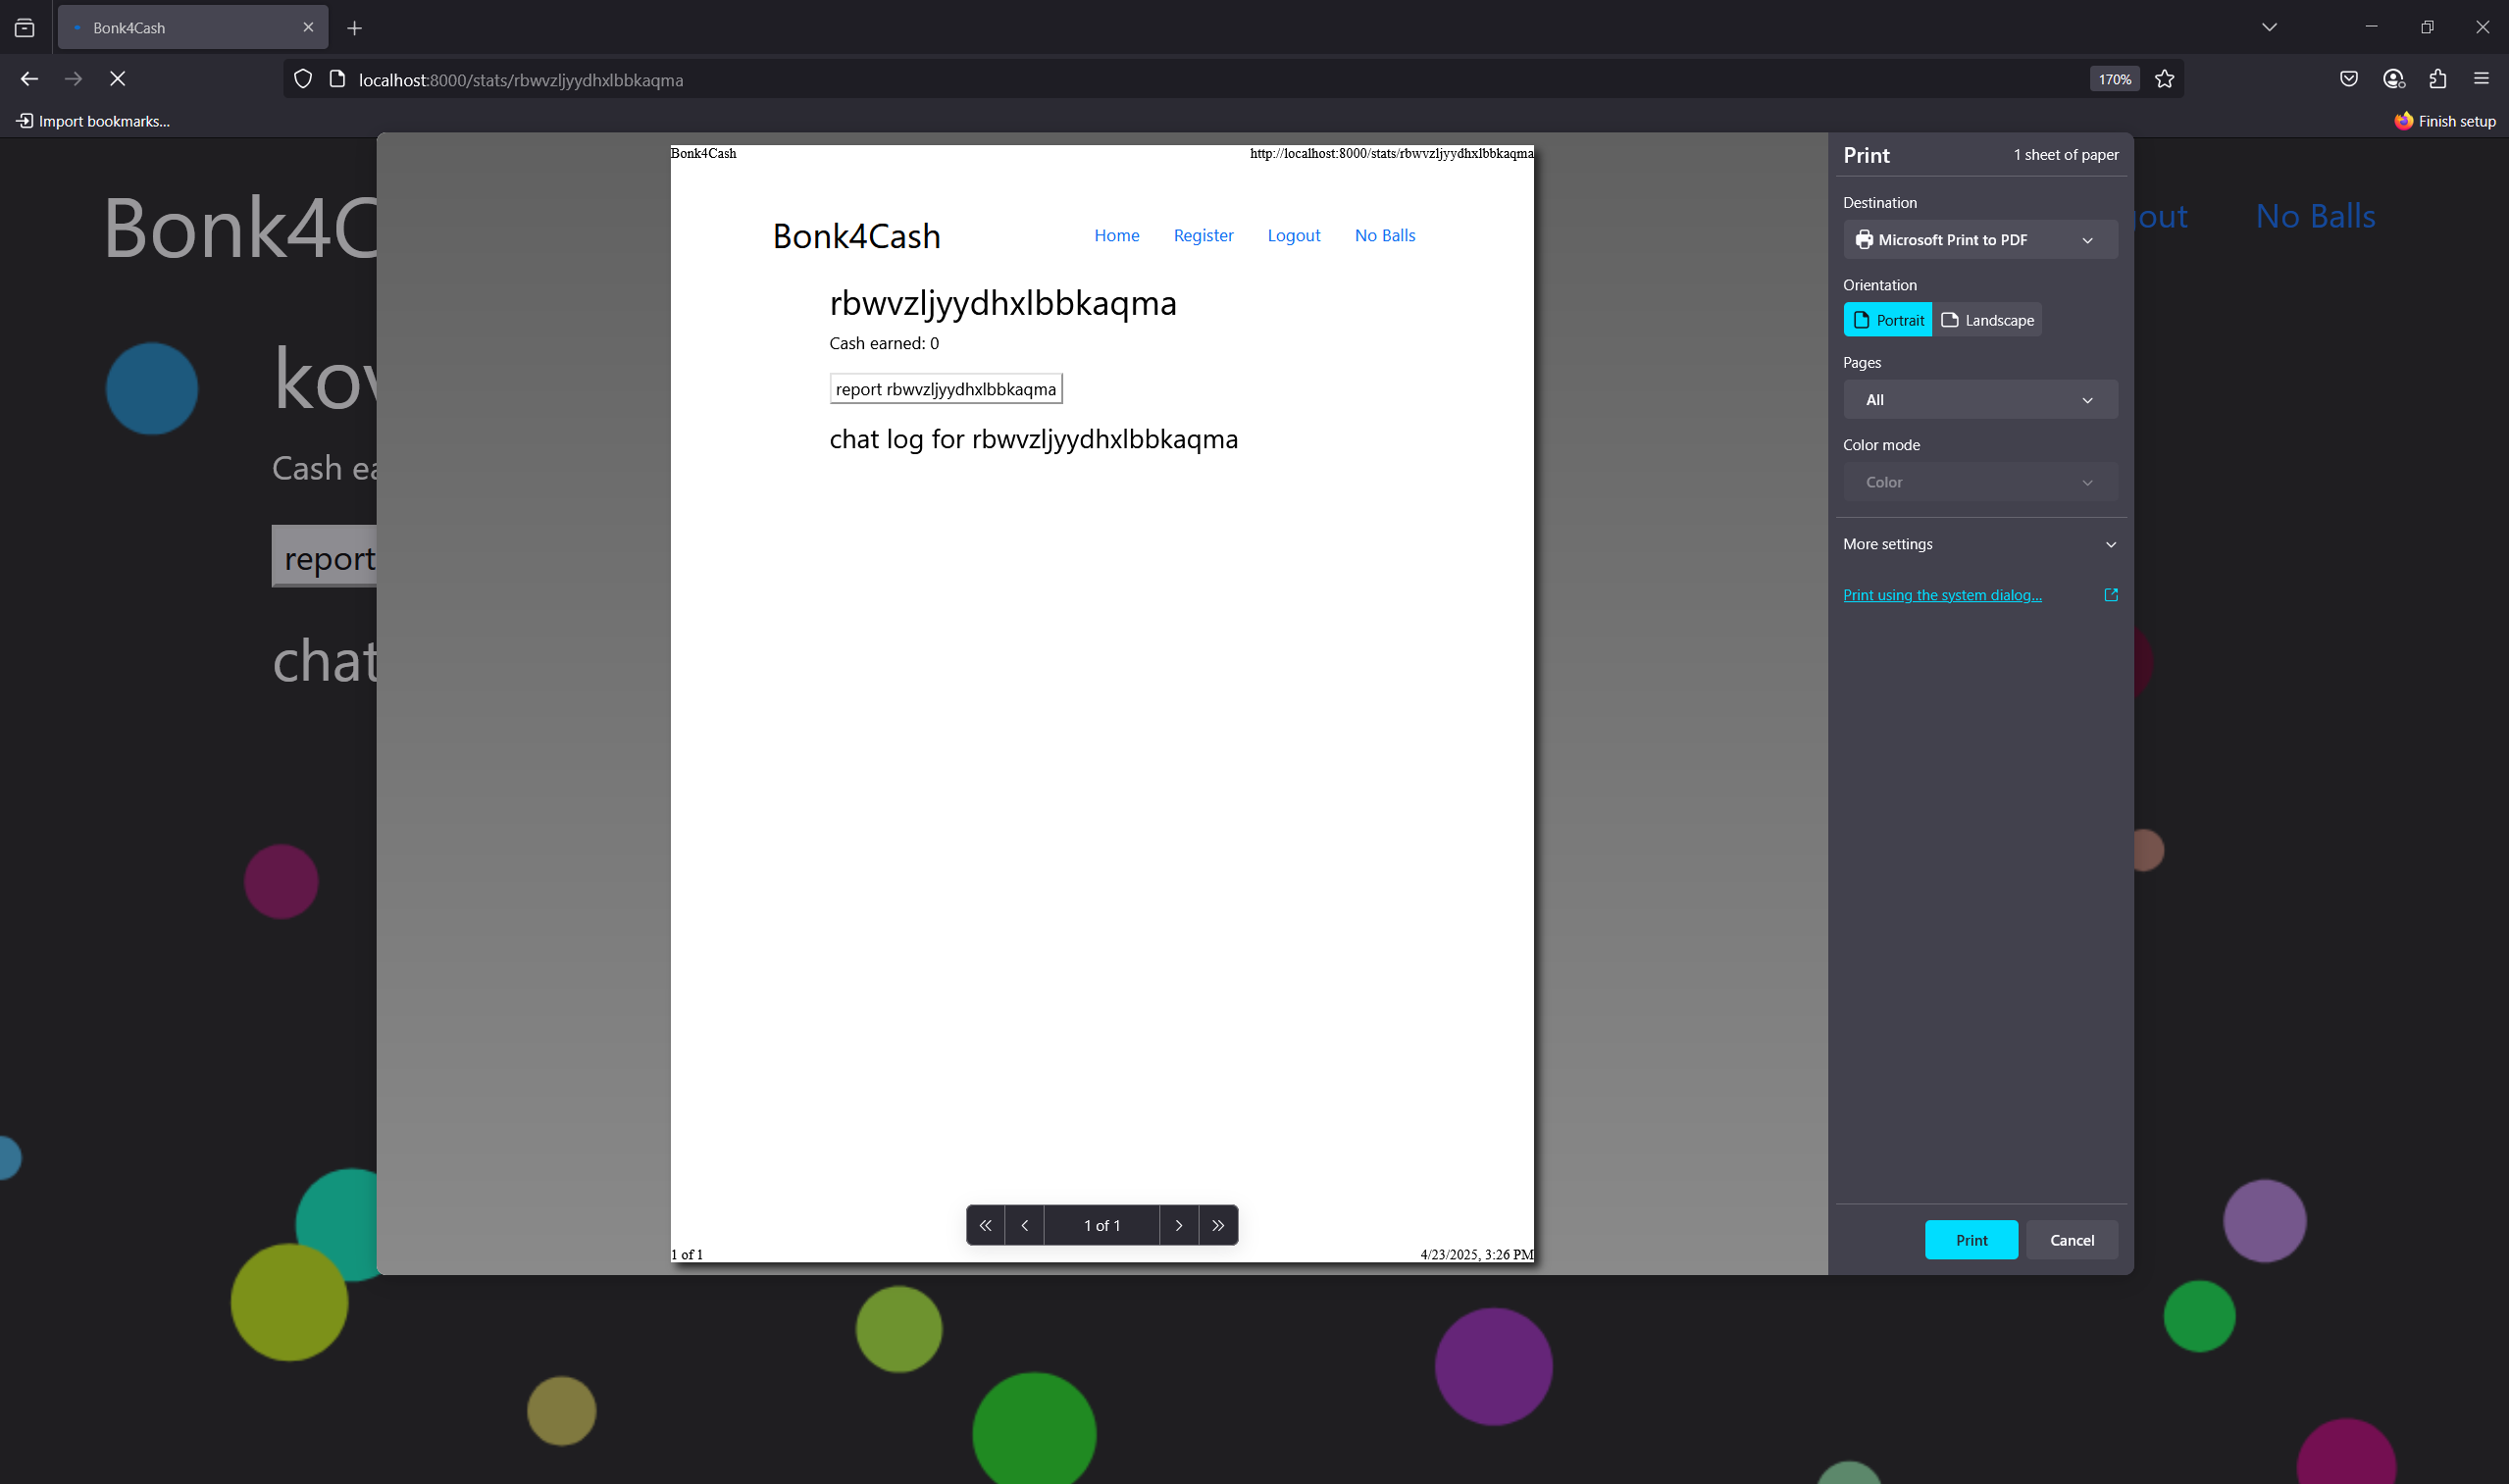 Bonk4Cash
localhost:8000/stats/rbwvzljyydhxlbbkaqma
170%
Import bookmarks...
Finish setup
Bonk4Cash http://localhost:8000/stats/rbwvzljyydhxlbbkaqma
Bonk4Cash Home Register Logout No Balls
rbwvzljyydhxlbbkaqma
Cash earned: 0
report rbwvzljyydhxlbbkaqma
chat log for rbwvzljyydhxlbbkaqma
1 of 1
1 of 1 4/23/2025, 3:26 PM
Print 1 sheet of paper
Destination
Microsoft Print to PDF
Orientation
Portrait Landscape
Pages
All
Color mode
Color
More settings
Print using the system dialog...
Print Cancel
Bonk4C
out No Balls
Cash ea
report
chat